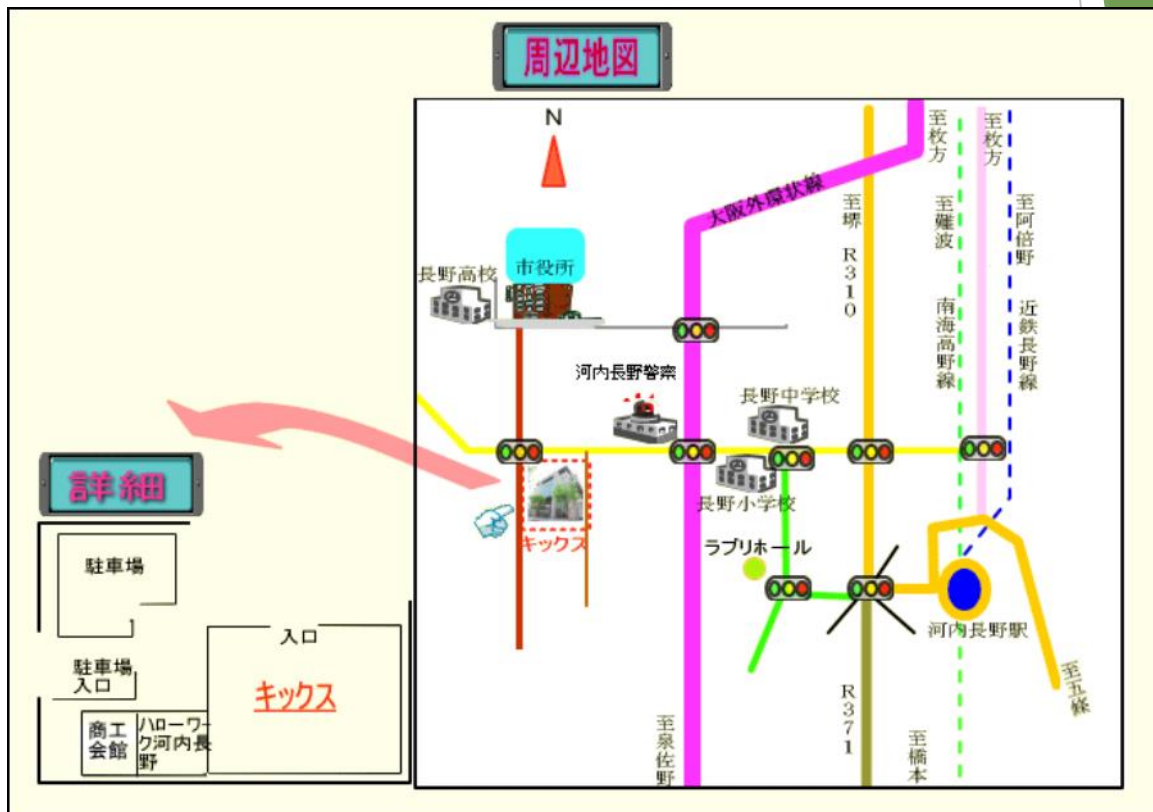 周辺地図
N
至枚方
至枚方
大阪外環状線
至堺 R310
至難波
至阿倍野
市役所
長野高校
南海高野線
近鉄長野線
河内長野警察
長野中学校
長野小学校
キックス
ラブリホール
河内長野駅
至五條
R371
至泉佐野
至橋本
詳細
駐車場
入口
駐車場
入口
キックス
商工
会館
ハローワー
ク河内長
野